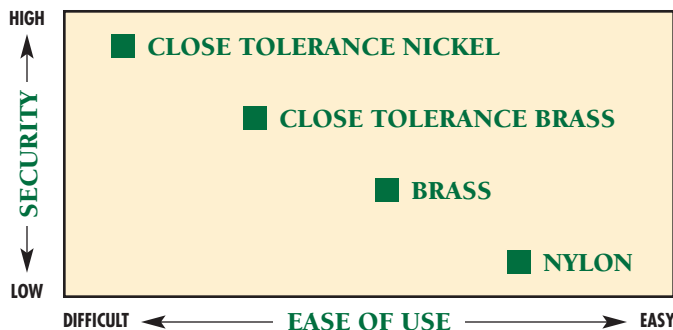 HIGH
CLOSE TOLERANCE NICKEL
CLOSE TOLERANCE BRASS
SECURITY
BRASS
NYLON
LOW
DIFFICULT EASE OF USE EASY